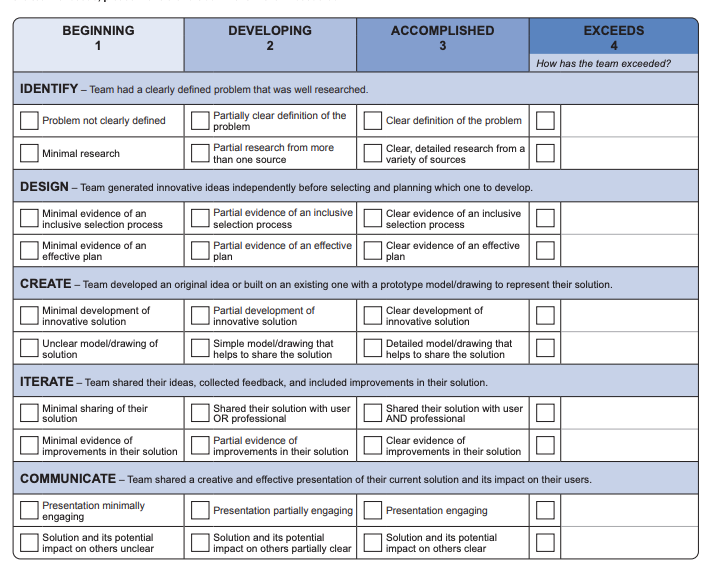 BEGINNING
1
DEVELOPING
2
ACCOMPLISHED
3
EXCEEDS
4
How has the team exceeded?
IDENTIFY – Team had a clearly defined problem that was well researched.
Problem not clearly defined
Partially clear definition of the
problem
Clear definition of the problem
Minimal research
Partial research from more
than one source
Clear, detailed research from a
variety of sources
DESIGN – Team generated innovative ideas independently before selecting and planning which one to develop.
Minimal evidence of an
inclusive selection process
Partial evidence of an inclusive
selection process
Clear evidence of an inclusive
selection process
Minimal evidence of an
effective plan
Partial evidence of an effective
plan
Clear evidence of an effective
plan
CREATE – Team developed an original idea or built on an existing one with a prototype model/drawing to represent their solution.
Minimal development of
innovative solution
Partial development of
innovative solution
Clear development of
innovative solution
Unclear model/drawing of
solution
Simple model/drawing that
helps to share the solution
Detailed model/drawing that
helps to share the solution
ITERATE – Team shared their ideas, collected feedback, and included improvements in their solution.
Minimal sharing of their
solution
Shared their solution with user
OR professional
Shared their solution with user
AND professional
Minimal evidence of
improvements in their solution
Partial evidence of
improvements in their solution
Clear evidence of
improvements in their solution
COMMUNICATE – Team shared a creative and effective presentation of their current solution and its impact on their users.
Presentation minimally
engaging
Presentation partially engaging
Presentation engaging
Solution and its potential
impact on others unclear
Solution and its potential
impact on others partially clear
Solution and its potential
impact on others clear